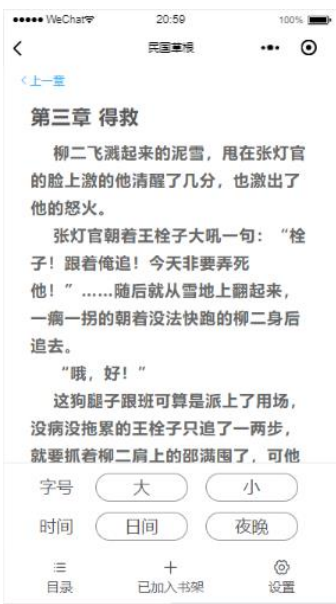 WeChat 20:59 100%
民国草根
<上一章
第三章 得救
柳二飞溅起来的泥雪，甩在张灯官
的脸上激的他清醒了几分，也激出了
他的怒火。
张灯官朝着王栓子大吼一句：“栓
子！跟着俺追！今天非要弄死
他！”……随后就从雪地上翻起来，
一瘸一拐的朝着没法快跑的柳二身后
追去。
“哦，好！”
这狗腿子跟班可算是派上了用场，
没病没拖累的王栓子只追了一两步，
就要抓着柳二肩上的邵满囤了，可他
字号 大 小
时间 日间 夜晚
目录 已加入书架 设置